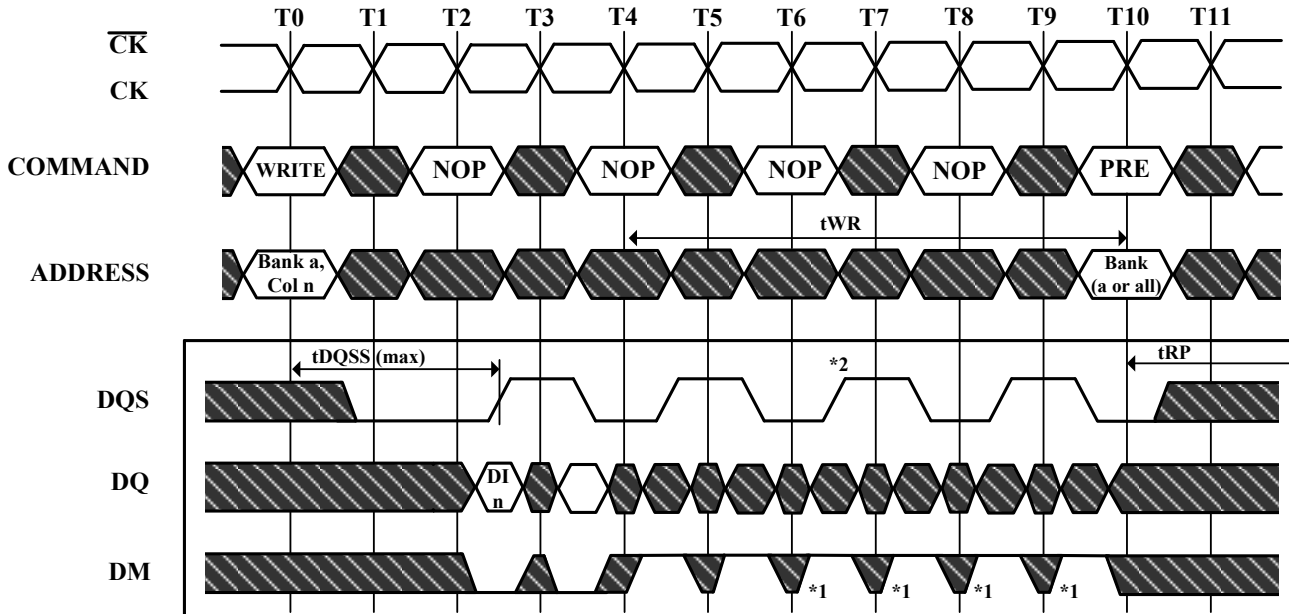 T0 T1 T2 T3 T4 T5 T6 T7 T8 T9 T10 T11
CK
CK
COMMAND WRITE NOP NOP NOP NOP PRE
tWR
ADDRESS Bank a, Col n Bank (a or all)
tDQSS (max) *2 tRP
DQS
DQ DI n
DM *1 *1 *1 *1